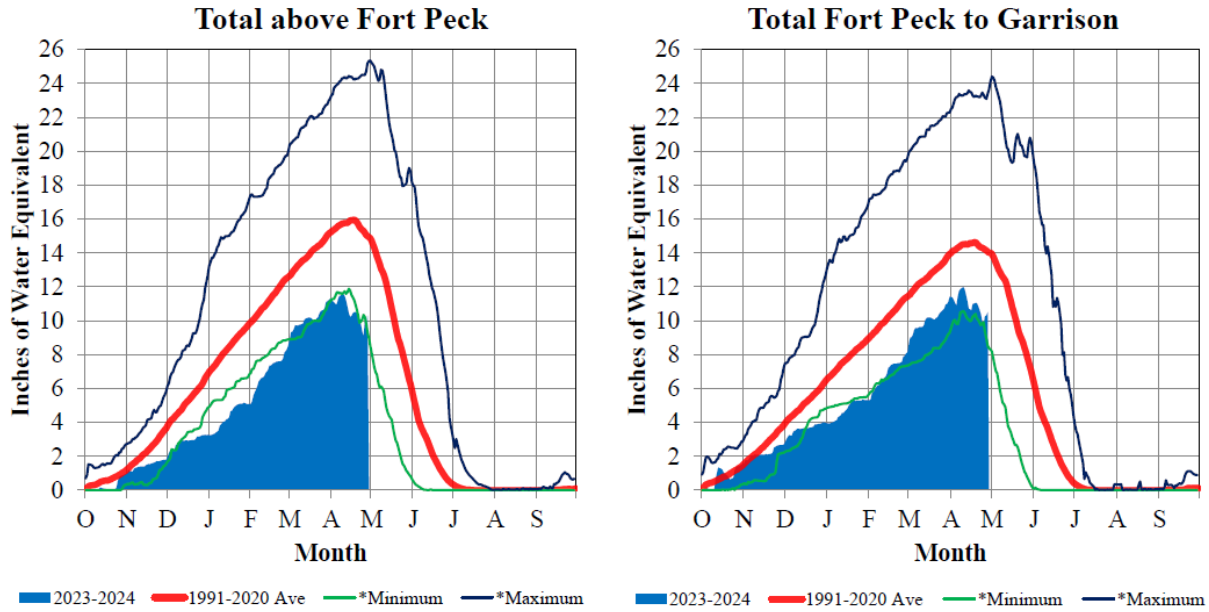 Total above Fort Peck
Inches of Water Equivalent
26
24
22
20
18
16
14
12
10
8
6
4
2
0
O N D J F M A M J J A S
Month
2023-2024 1991-2020 Ave *Minimum *Maximum
Total Fort Peck to Garrison
Inches of Water Equivalent
26
24
22
20
18
16
14
12
10
8
6
4
2
0
O N D J F M A M J J A S
Month
2023-2024 1991-2020 Ave *Minimum *Maximum